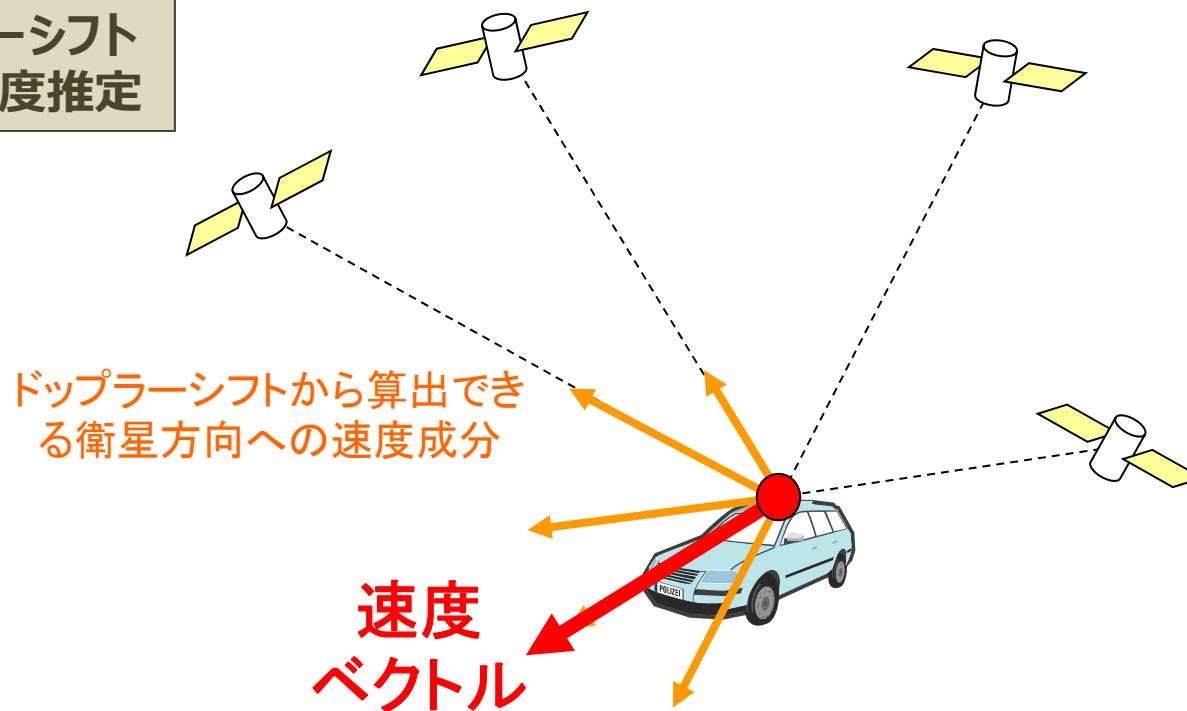 ーシフト
度推定
ドップラーシフトから算出でき
る衛星方向への速度成分
速度
ベクトル
POLIZEI